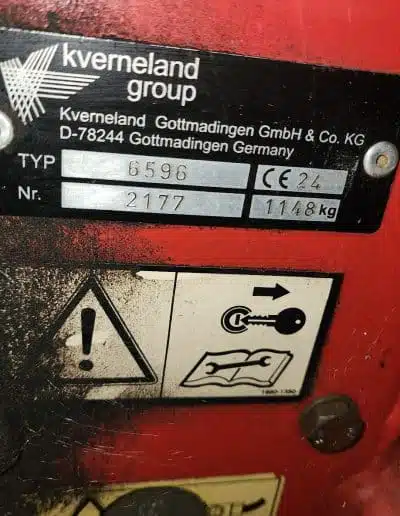 kverneland
group
Kverneland Gottmadingen GmbH & Co. KG
D-78244 Gottmadingen Germany
TYP 6596 CE 24
Nr. 2177 1148 kg